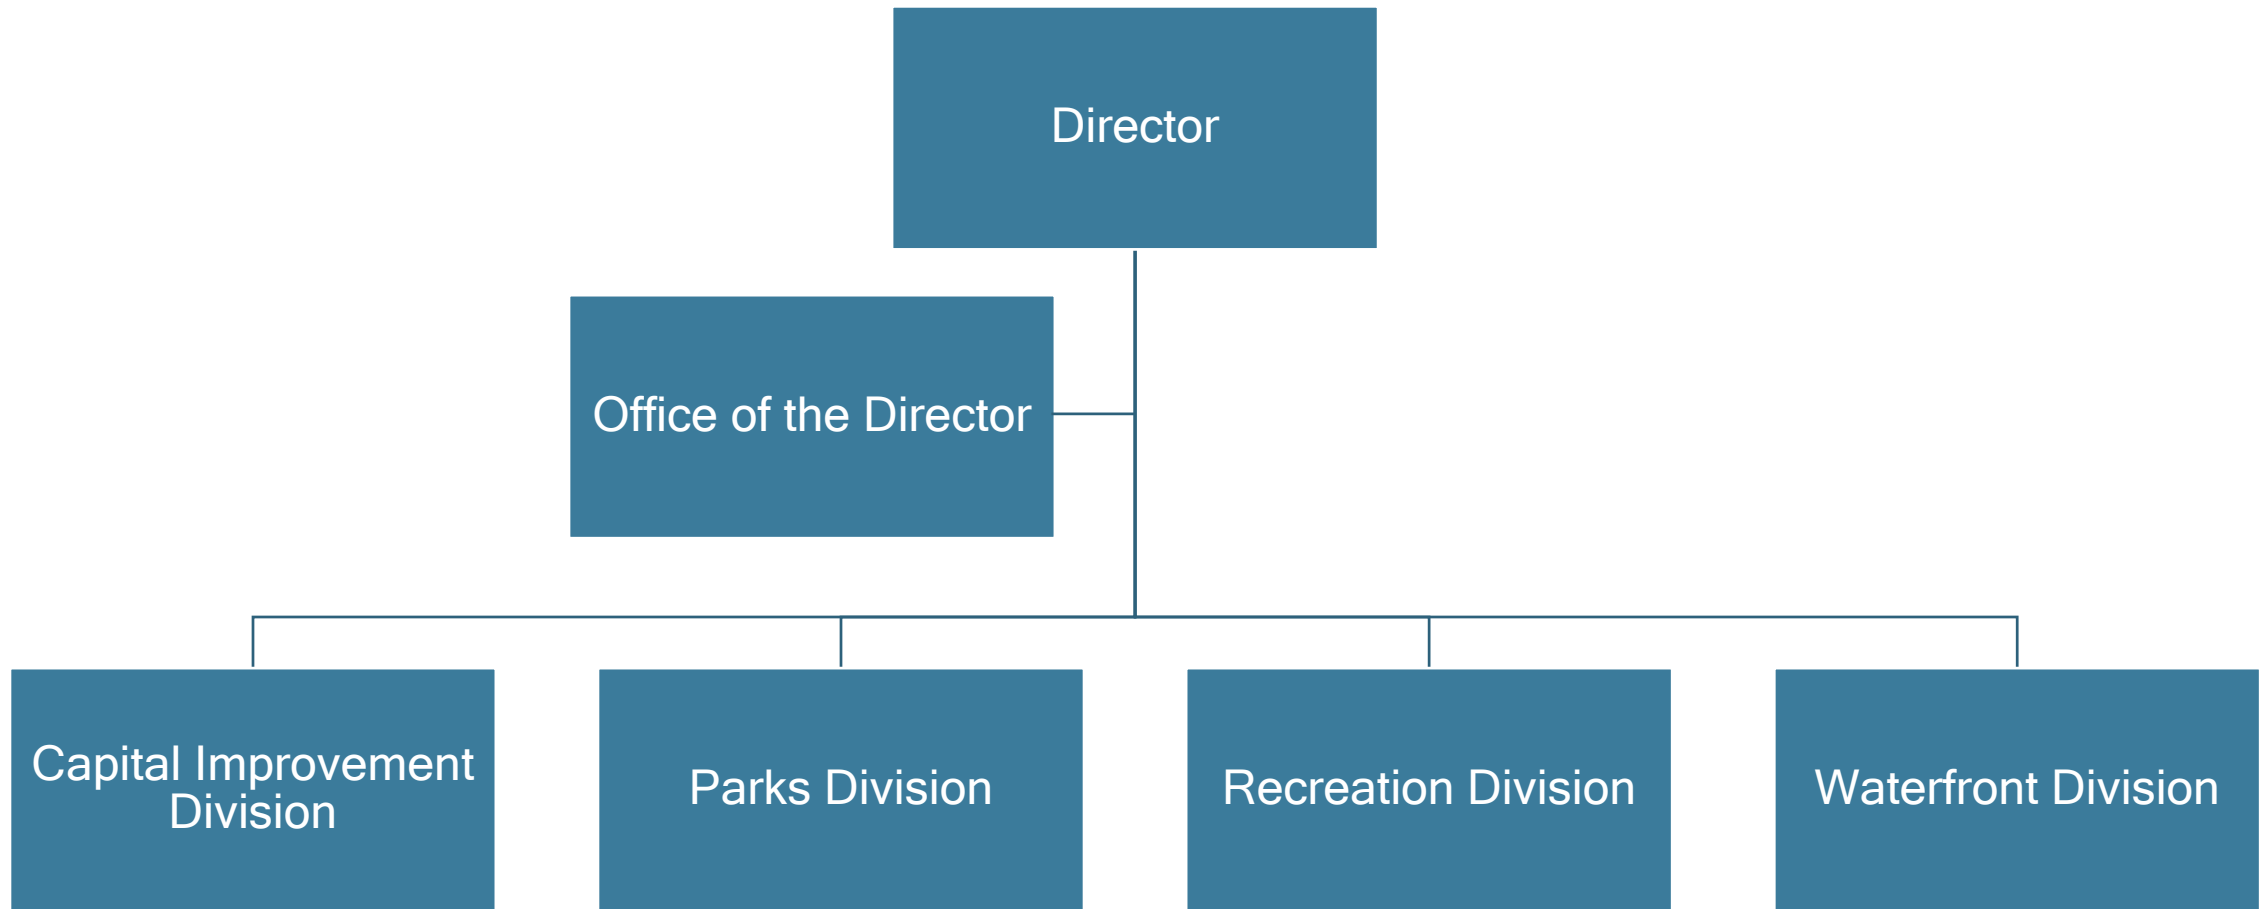 Director
Office of the Director
Capital Improvement
Division
Parks Division
Recreation Division
Waterfront Division